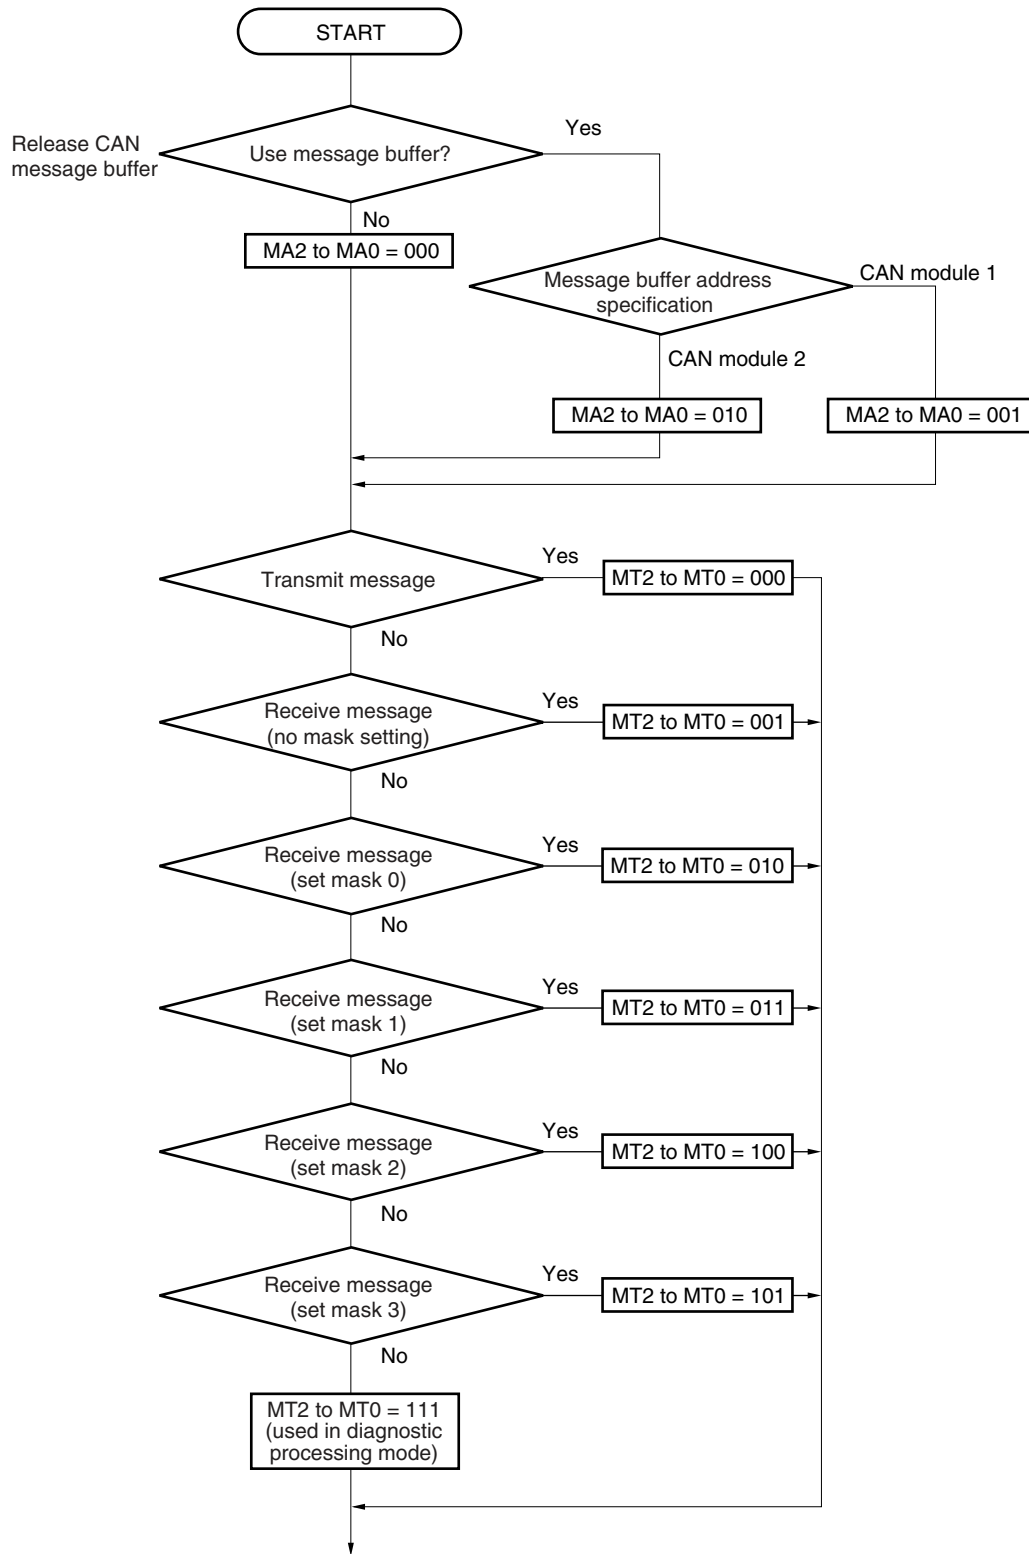 START
Release CAN
message buffer
Use message buffer?
Yes
No
MA2 to MA0 = 000
Message buffer address
specification
CAN module 1
CAN module 2
MA2 to MA0 = 010
MA2 to MA0 = 001
Transmit message
Yes
MT2 to MT0 = 000
No
Receive message
(no mask setting)
Yes
MT2 to MT0 = 001
No
Receive message
(set mask 0)
Yes
MT2 to MT0 = 010
No
Receive message
(set mask 1)
Yes
MT2 to MT0 = 011
No
Receive message
(set mask 2)
Yes
MT2 to MT0 = 100
No
Receive message
(set mask 3)
Yes
MT2 to MT0 = 101
No
MT2 to MT0 = 111
(used in diagnostic
processing mode)